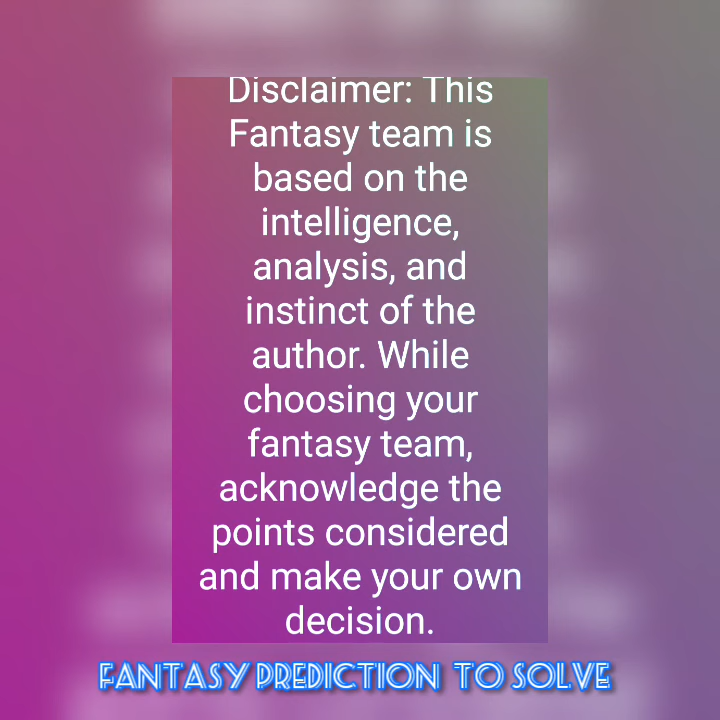 Disclaimer: This
Fantasy team is
based on the
intelligence,
analysis, and
instinct of the
author. While
choosing your
fantasy team,
acknowledge the
points considered
and make your own
decision.
FANTASY PREDICTION TO SOLVE